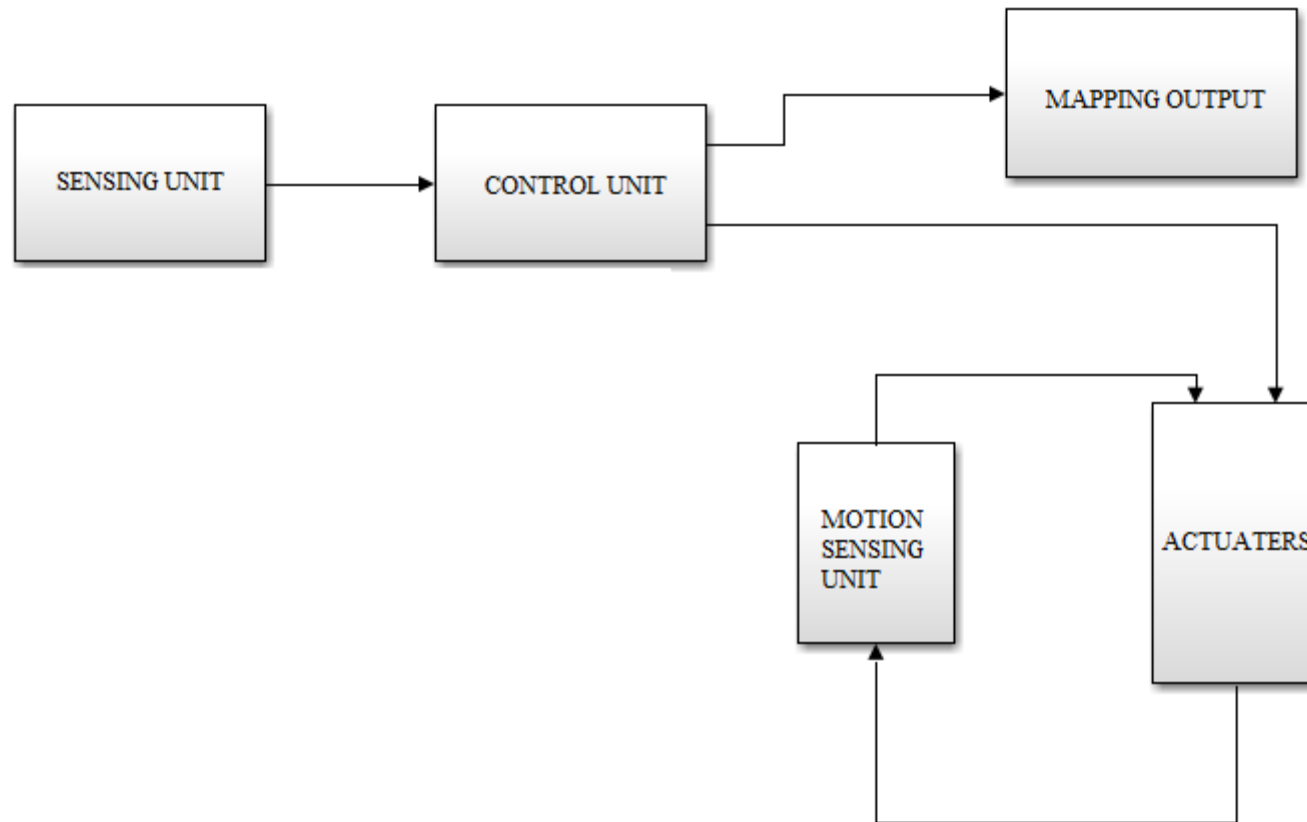 MAPPING OUTPUT
SENSING UNIT
CONTROL UNIT
MOTION
SENSING
UNIT
ACTUATERS